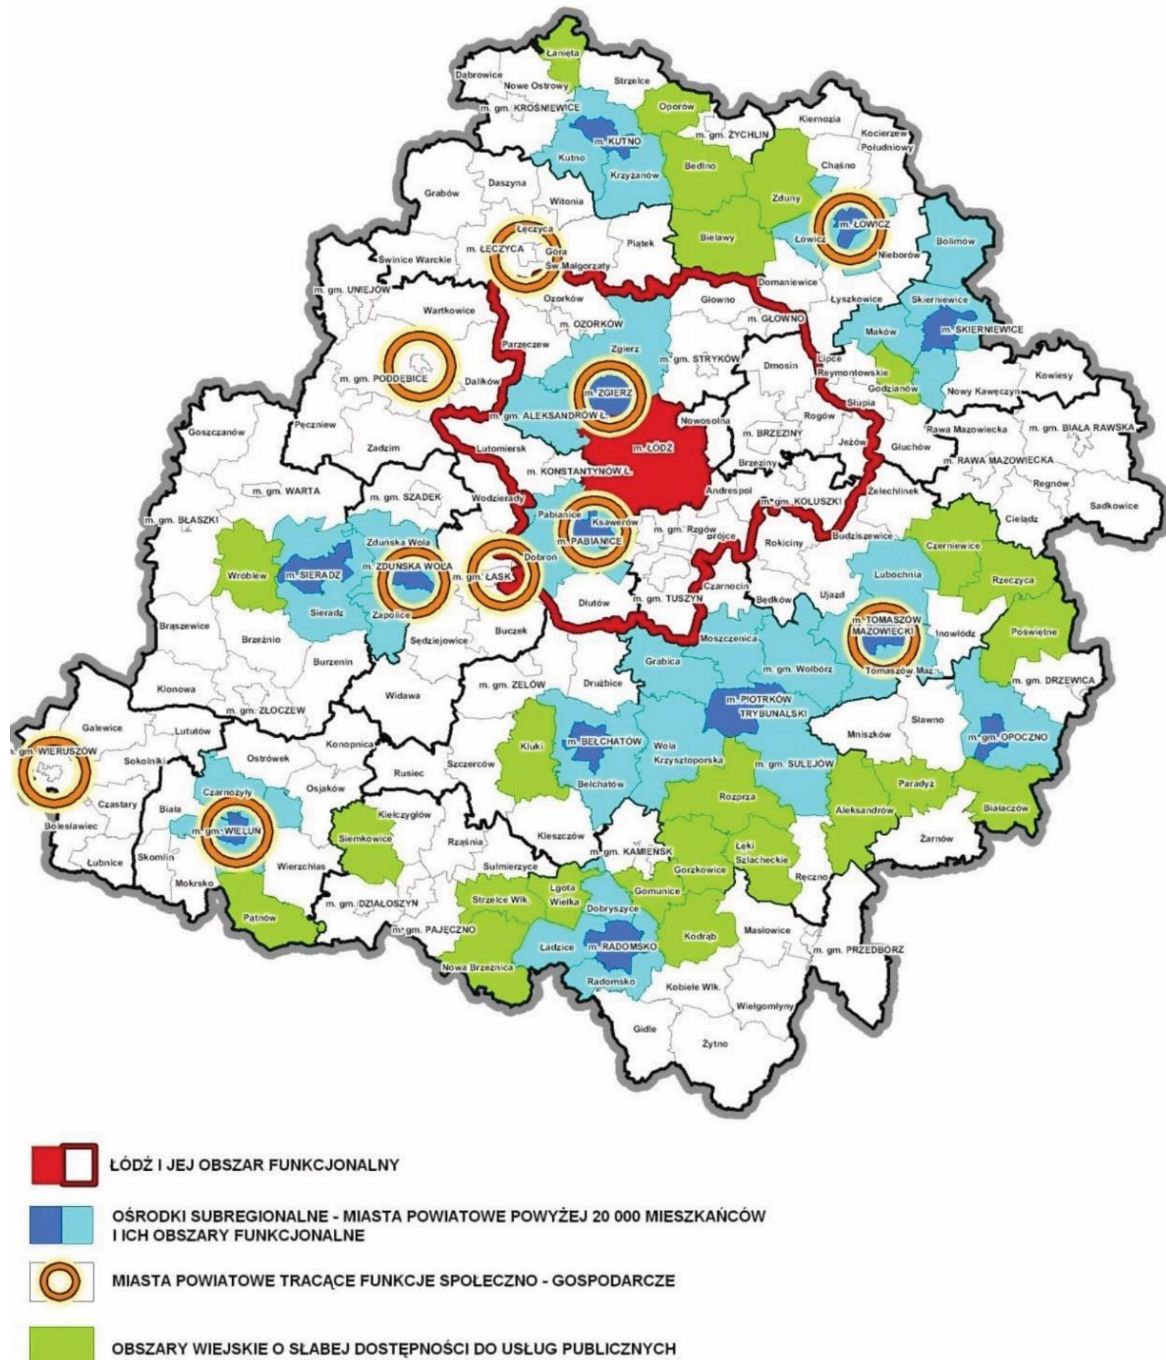 Łanięta
Dąbrowice
Strzelce
Nowe Ostrowy
Oporów
m. gm. KROŚNIEWICE
m. gm. ŻYCHLIN
Kiernozia
Kocierzew
Południowy
m. KUTNO
Kutno
Krzyżanów
Bedlno
Chąśno
Daszyna
Grabów
Witonia
Zduny
m. ŁOWICZ
Łęczyca
m. ŁĘCZYCA
Góra
Św.Małgorzaty
Piątek
Bielawy
Łowicz
Bolimów
Nieborów
Świnice Warckie
Domaniewice
m. gm. UNIEJÓW
Ozorków
Głowno
Łyszkowice
Skierniewice
Wartkowice
m. OZORKÓW
m. GŁOWNO
Maków
m. SKIERNIEWICE
Parzęczew
Zgierz
m. gm. STRYKÓW
Dmosin
Lipce
Reymontowskie
m. gm. PODDĘBICE
Dalików
m. ZGIERZ
Godzianów
Nowy Kawęczyn
Kowiesy
Słupia
m. gm. ALEKSANDRÓW Ł.
Nowosolna
Rogów
Goszczanów
Pęczniew
Zadzim
Lutomiersk
m. ŁÓDŹ
m. BRZEZINY
Jeżów
Głuchów
Rawa Mazowiecka
m. gm. BIAŁA RAWSKA
m. KONSTANTYNÓW Ł.
Brzeziny
m. RAWA MAZOWIECKA
Regnów
m. gm. WARTA
m. gm. SZADEK
Wodzierady
Andrespol
m. gm. KOLUSZKI
Żelechlinek
Sadkowice
Cielądz
m. gm. BŁASZKI
Pabianice
Ksawerów
m. PABIANICE
m. gm. Rzgów
Brójce
Rokiciny
Budziszewice
Zduńska Wola
Dobroń
Czerniewice
m. SIERADZ
m. ZDUŃSKA WOLA
m. gm. ŁASK
Wróblew
Lubochnia
Rzeczyca
Czarnocin
Będków
Ujazd
Sieradz
Zapolice
Dłutów
m. gm. TUSZYN
Brąszewice
Brzeźnio
Sędziejowice
Buczek
Moszczenica
m. TOMASZÓW
MAZOWIECKI
Inowłódz
Poświętne
Burzenin
Grabica
m. gm. Wolbórz
Tomaszów Maz.
m. gm. DRZEWICA
Klonowa
m. gm. ZŁOCZEW
Widawa
m. gm. ZELÓW
Drużbice
m. PIOTRKÓW
TRYBUNALSKI
Galewice
Lututów
Konopnica
Sławno
m. gm. WIERUSZÓW
Sokolniki
Ostrówek
Rusiec
Szczerców
Kluki
m. BEŁCHATÓW
Wola
Krzysztoporska
Mniszków
m. gm. OPOCZNO
m. gm. SULEJÓW
Czastary
Biała
Czarnożyły
Osjaków
Bełchatów
Rozprza
Paradyż
Aleksandrów
Białaczów
Bolesławiec
m. gm. WIELUŃ
Siemkowice
Kiełczygłów
Rząśnia
Kleszczów
m. gm. KAMIEŃSK
Łęki
Szlacheckie
Żarnów
Łubnice
Skomlin
Wierzchlas
Sulmierzyce
Gorzkowice
Ręczno
Mokrsko
m. gm. DZIAŁOSZYN
Strzelce Wlk.
Lgota
Wielka
Gomunice
Dobryszyce
Pątnów
m. gm. PAJĘCZNO
Ładzice
m. RADOMSKO
Kodrąb
Masłowice
m. gm. PRZEDBÓRZ
Nowa Brzeźnica
Radomsko
Kobiele Wlk.
Wielgomłyny
Gidle
Żytno
ŁÓDŹ I JEJ OBSZAR FUNKCJONALNY
OŚRODKI SUBREGIONALNE - MIASTA POWIATOWE POWYŻEJ 20 000 MIESZKAŃCÓW
I ICH OBSZARY FUNKCJONALNE
MIASTA POWIATOWE TRACĄCE FUNKCJE SPOŁECZNO - GOSPODARCZE
OBSZARY WIEJSKIE O SŁABEJ DOSTĘPNOŚCI DO USŁUG PUBLICZNYCH